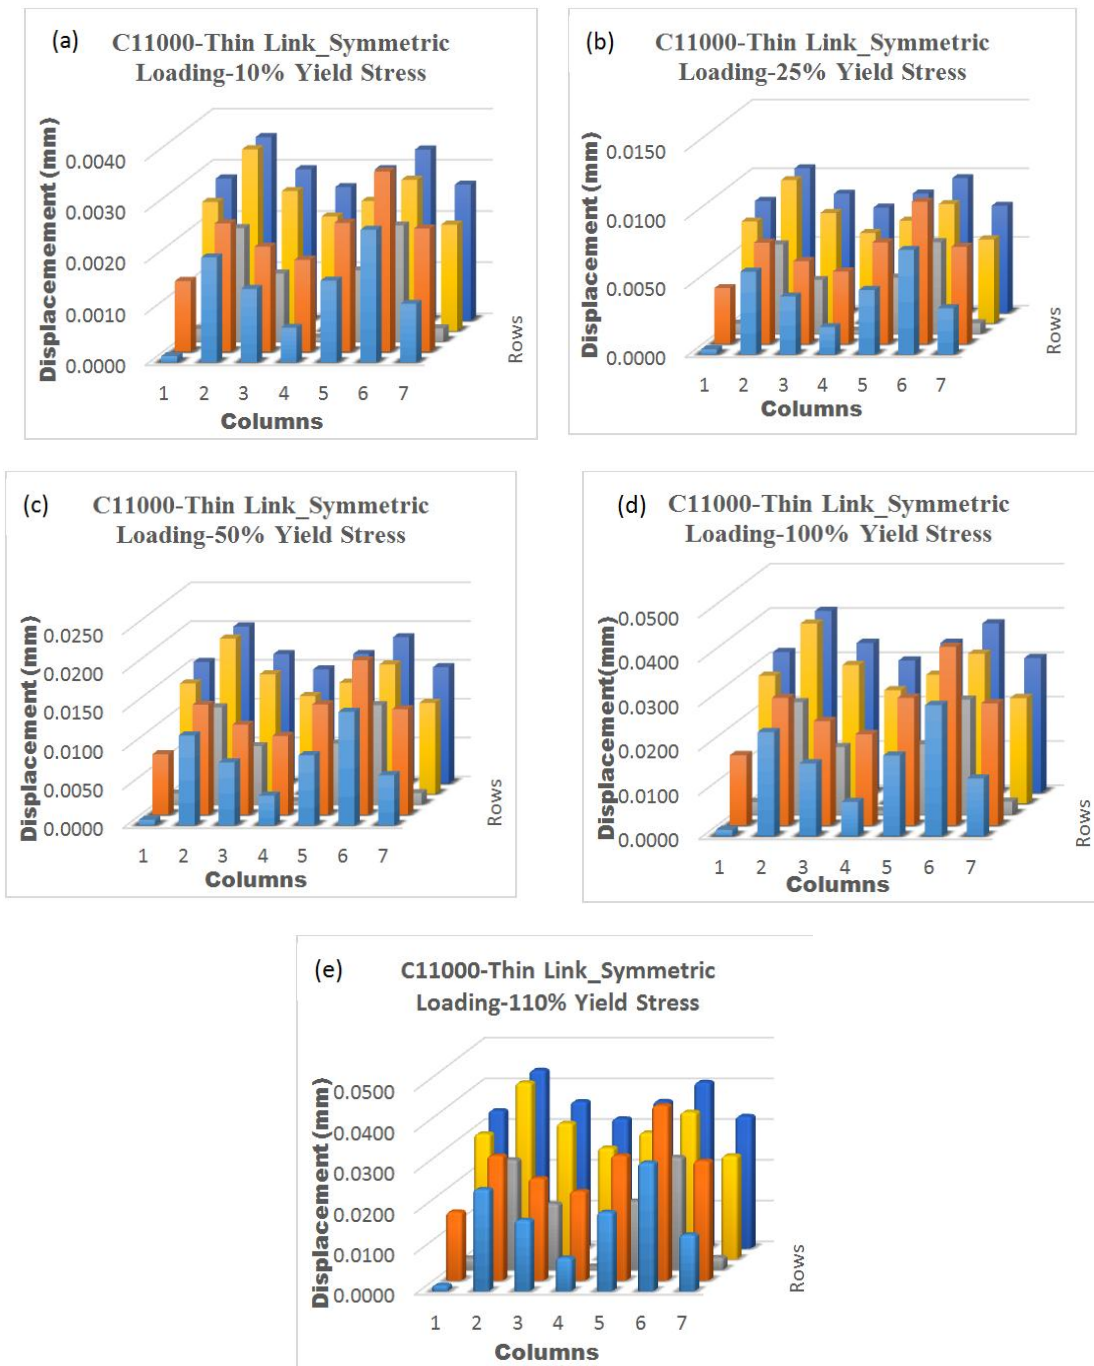 (a)
C11000-Thin Link_Symmetric
Loading-10% Yield Stress
Displacement (mm)
0.0040
0.0030
0.0020
0.0010
0.0000
1 2 3 4 5 6 7
Columns
Rows
(b)
C11000-Thin Link_Symmetric
Loading-25% Yield Stress
Displacement (mm)
0.0150
0.0100
0.0050
0.0000
1 2 3 4 5 6 7
Columns
Rows
(c)
C11000-Thin Link_Symmetric
Loading-50% Yield Stress
Displacement (mm)
0.0250
0.0200
0.0150
0.0100
0.0050
0.0000
1 2 3 4 5 6 7
Columns
Rows
(d)
C11000-Thin Link_Symmetric
Loading-100% Yield Stress
Displacement(mm)
0.0500
0.0400
0.0300
0.0200
0.0100
0.0000
1 2 3 4 5 6 7
Columns
Rows
(e)
C11000-Thin Link_Symmetric
Loading-110% Yield Stress
Displacement (mm)
0.0500
0.0400
0.0300
0.0200
0.0100
0.0000
1 2 3 4 5 6 7
Columns
Rows